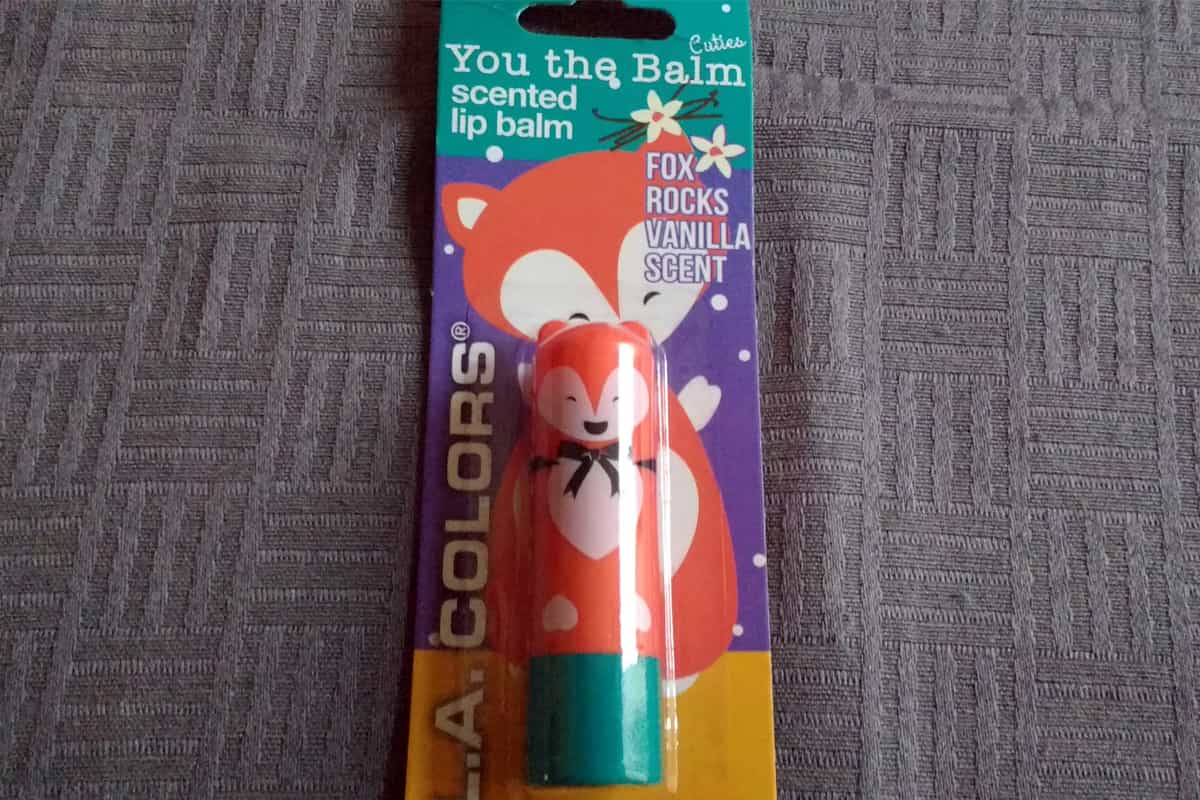 Cuties
You the Balm
scented
lip balm
FOX
ROCKS
VANILLA
SCENT
L.A. COLORS®